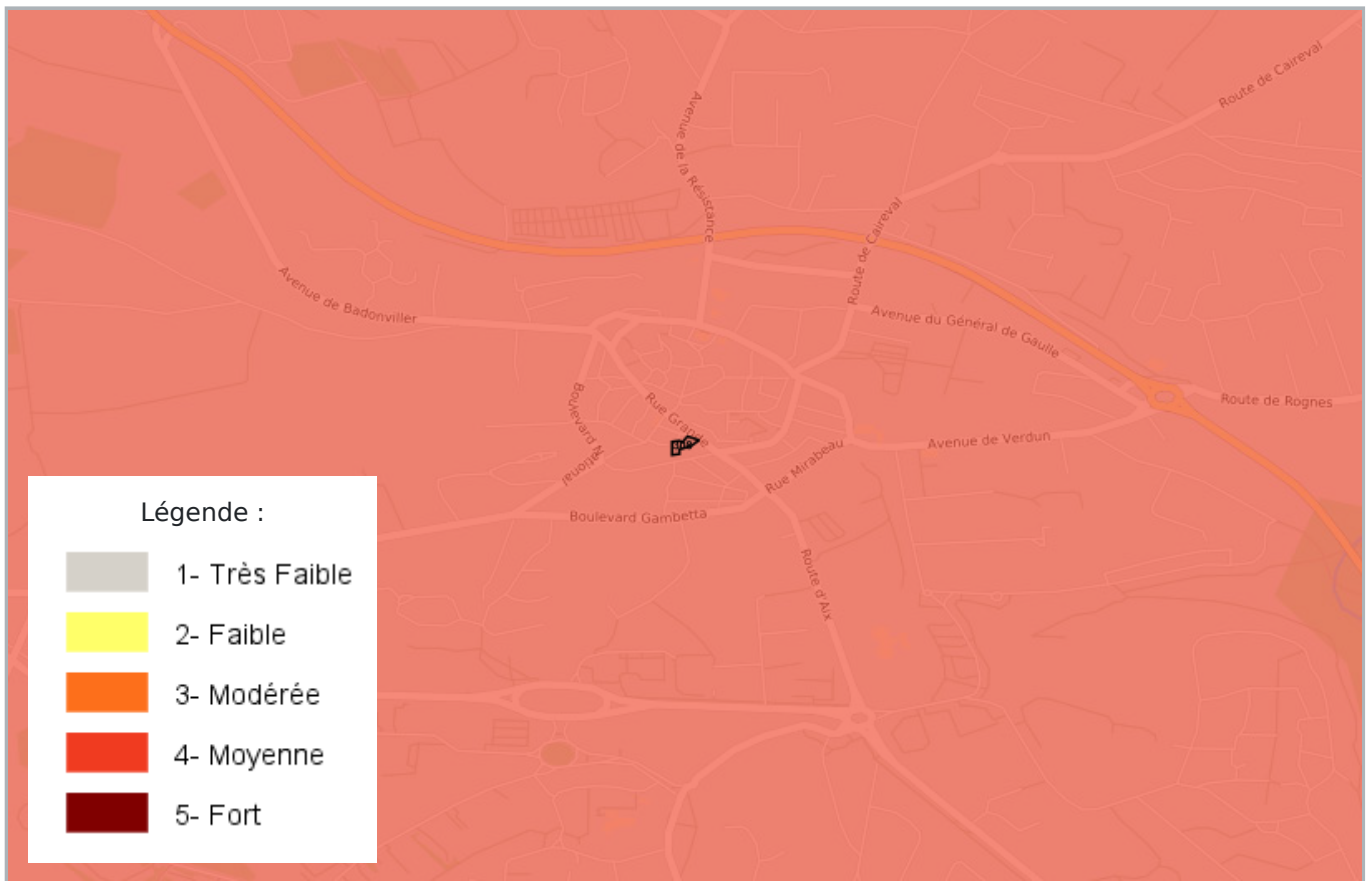 Route de Caireval
Avenue de la Résistance
Route de Caireval
Avenue de Badonviller
Avenue du Général de Gaulle
Route de Rognes
Boulevard National
Rue Grande
Avenue de Verdun
Rue Mirabeau
Boulevard Gambetta
Route d'Aix
Légende :
1- Très Faible
2- Faible
3- Modérée
4- Moyenne
5- Fort